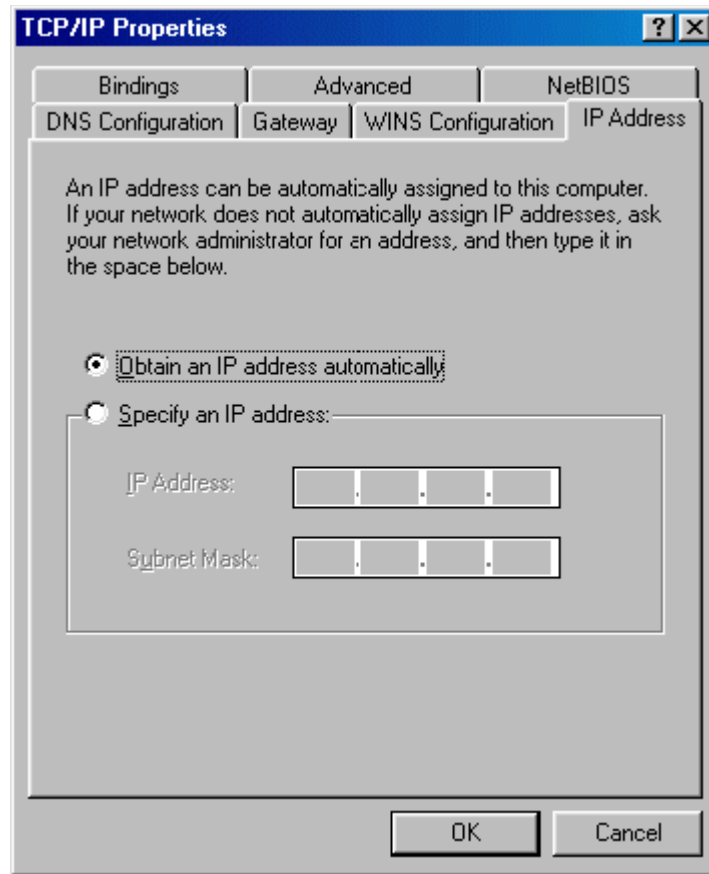 TCP/IP Properties
Bindings Advanced NetBIOS
DNS Configuration Gateway WINS Configuration IP Address
An IP address can be automatically assigned to this computer.
If your network does not automatically assign IP addresses, ask
your network administrator for an address, and then type it in
the space below.
Obtain an IP address automatically
Specify an IP address:
IP Address:
Subnet Mask:
OK Cancel